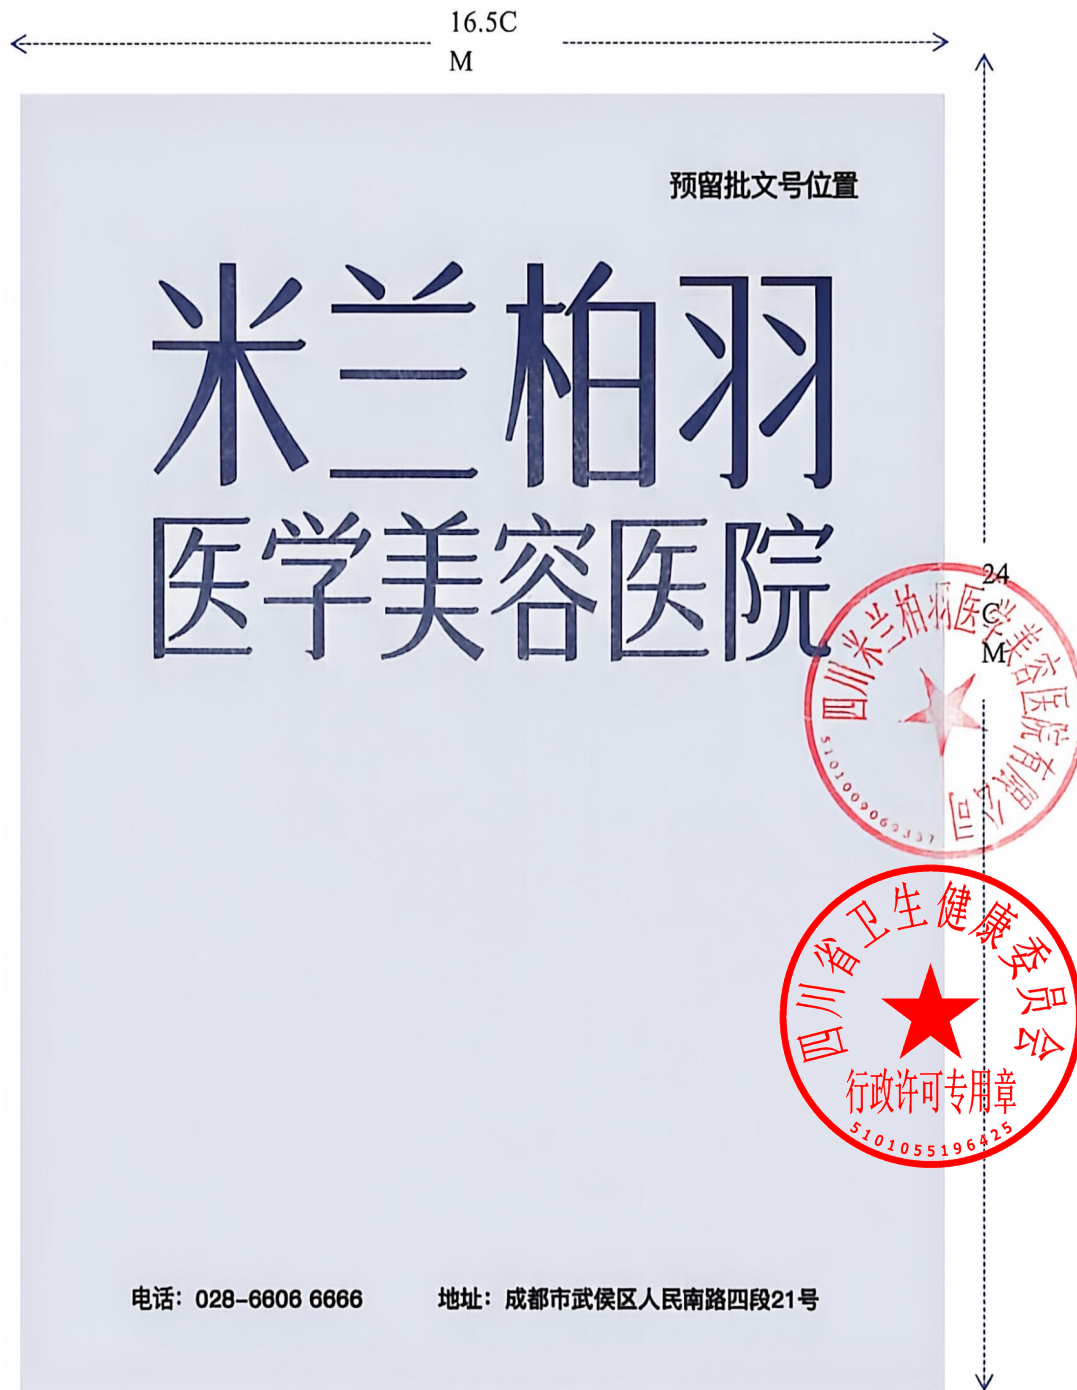 16.5C
M
预留批文号位置
米兰柏羽
医学美容医院
24
C
M
四川米兰柏羽医学美容医院有限公司
5101009069337
四川省卫生健康委员会
行政许可专用章
5101055196425
电话：028-6606 6666 地址：成都市武侯区人民南路四段21号